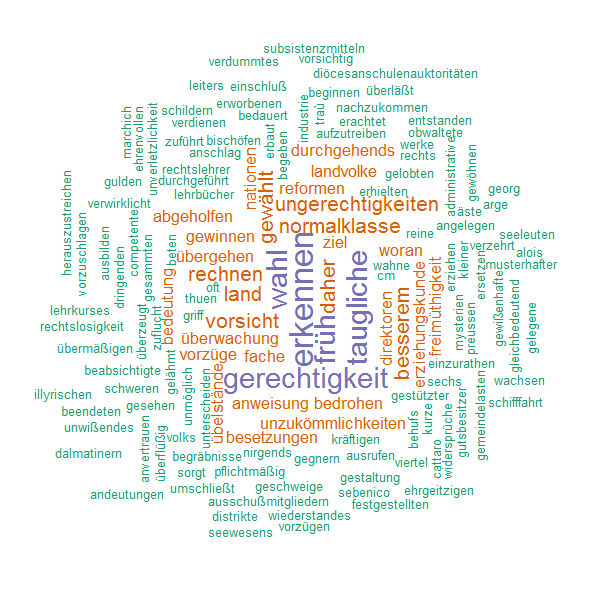 subsistenzmitteln
verdummtes
vorsichtig
diöcesanschulenauktoritäten
leiters
einschluß
beginnen
überläßt
erworbenen
nachzukommen
schildern
bedauert
industrie
traù
entstanden
marchich
ehrenvollen
unverletzlichkeit
verdienen
erachtet
obwaltete
zuführt
bischöfen
aufzutreiben
werke
anschlag
erbaut
begeben
durchgehends
rechts
administrative
gewöhnen
rechtslehrer
nationen
landvolke
gelobten
herauszustreichen
vorzuschlagen
gulden
durchgeführt
reformen
erhielten
georg
verwirklicht
lehrbücher
gewählt
ungerechtigkeiten
arge
äste
abgeholfen
normalklasse
angelegen
ausbilden
dringenden
competente
gesammten
beten
gewinnen
ziel
reine
seeleuten
übergehen
wahl
erkennen
woran
verzehrt
alois
rechnen
früh
daher
taugliche
wahne
kleiner
musterhafter
oft
cm
erziehen
ersetzen
gewißenhafte
gleichbedeutend
gelegene
bedeutung
thuen
land
direktoren
besserem
erziehungskunde
freimüthigkeit
mysterien
preussen
lehrkurses
griff
vorsicht
rechtslosigkeit
überzeugt
zuflucht
überwachung
übermäßigen
gelähmt
vorzüge
fache
einzurathen
beabsichtigte
gerechtigkeit
sechs
wachsen
schweren
unmöglich
unterscheiden
übelstände
gestützter
illyrischen
gesehen
anweisung
bedrohen
schifffahrt
beendeten
behufs
kurze
cattaro
widersprüche
gutsbesitzer
gemeindelasten
unwißendes
anvertrauen
überflüßig
volks
besetzungen
unzukömmlichkeiten
kräftigen
dalmatinern
begräbnisse
nirgends
gegnern
ausrufen
viertel
andeutungen
sorgt
pflichtmäßig
gestaltung
umschließt
geschweige
sebenico
ehrgeitzigen
ausschußmitgliedern
festgestellten
distrikte
wiederstandes
seewesens
vorzügen